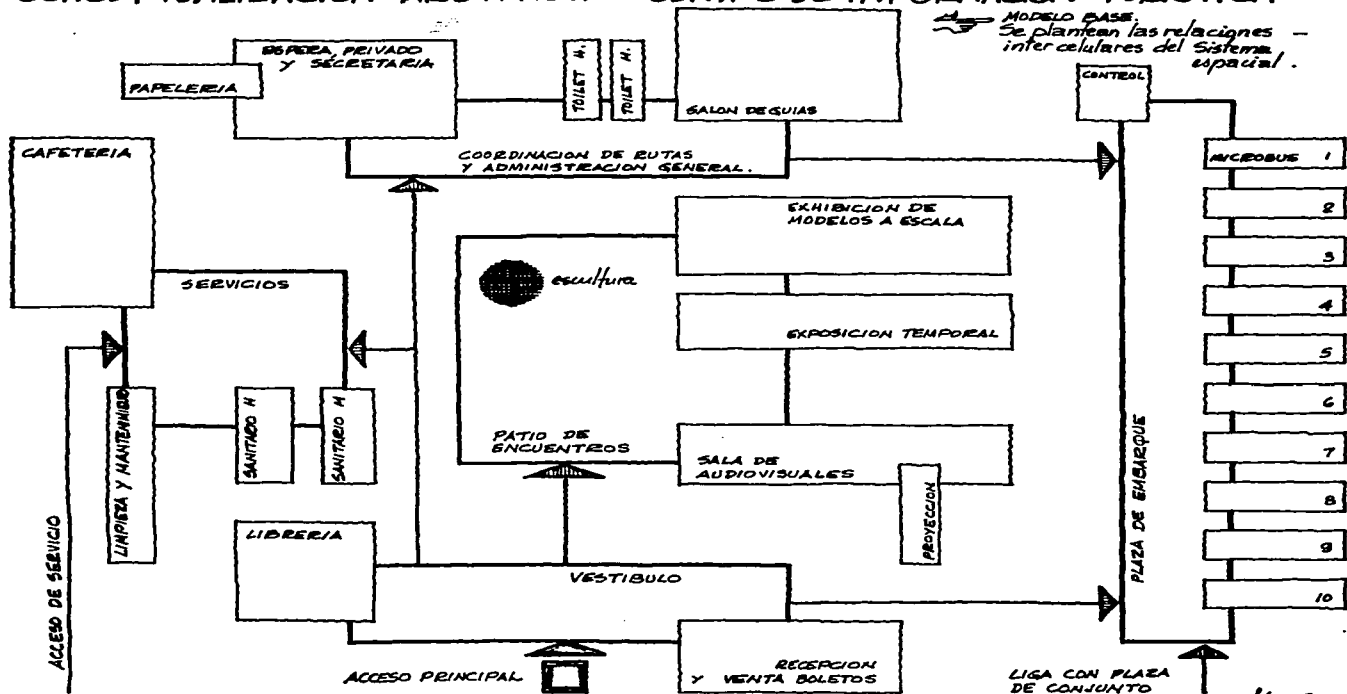 MODELO BASE.
Se plantean las relaciones –
intercelulares del Sistema
espacial.
ESPERA, PRIVADO
Y SECRETARIA
PAPELERIA
TOILET H.
TOILET M.
SALON DE GUIAS
CONTROL
CAFETERIA
COORDINACION DE RUTAS
Y ADMINISTRACION GENERAL.
MICROBUS 1
2
3
4
5
6
7
8
9
10
EXHIBICION DE
MODELOS A ESCALA
escultura
SERVICIOS
EXPOSICION TEMPORAL
LIMPIEZA Y MANTENIMIENTO
SANITARIO H
SANITARIO M
PATIO DE
ENCUENTROS
SALA DE
AUDIOVISUALES
PROYECCION
PLAZA DE EMBARQUE
LIBRERIA
VESTIBULO
ACCESO DE SERVICIO
ACCESO PRINCIPAL
RECEPCION
Y VENTA BOLETOS
LIGA CON PLAZA
DE CONJUNTO